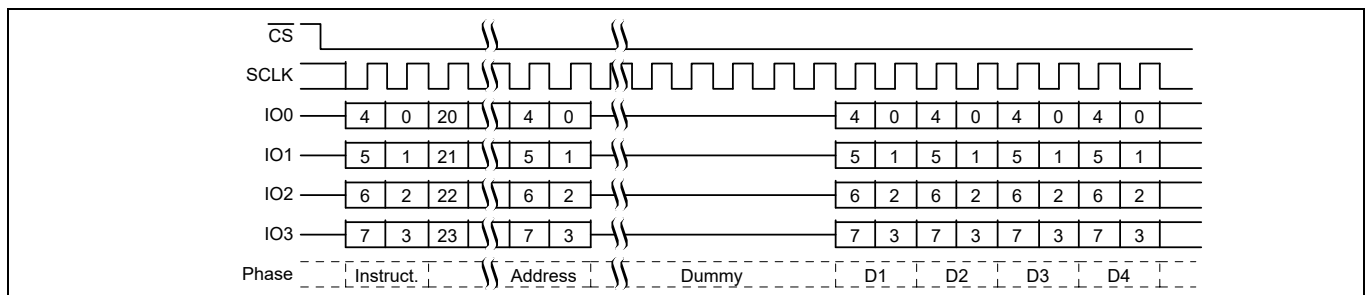 CS
SCLK
IO0 4 0 20 4 0 4 0 4 0 4 0 4 0
IO1 5 1 21 5 1 5 1 5 1 5 1 5 1
IO2 6 2 22 6 2 6 2 6 2 6 2 6 2
IO3 7 3 23 7 3 7 3 7 3 7 3 7 3
Phase Instruct. Address Dummy D1 D2 D3 D4